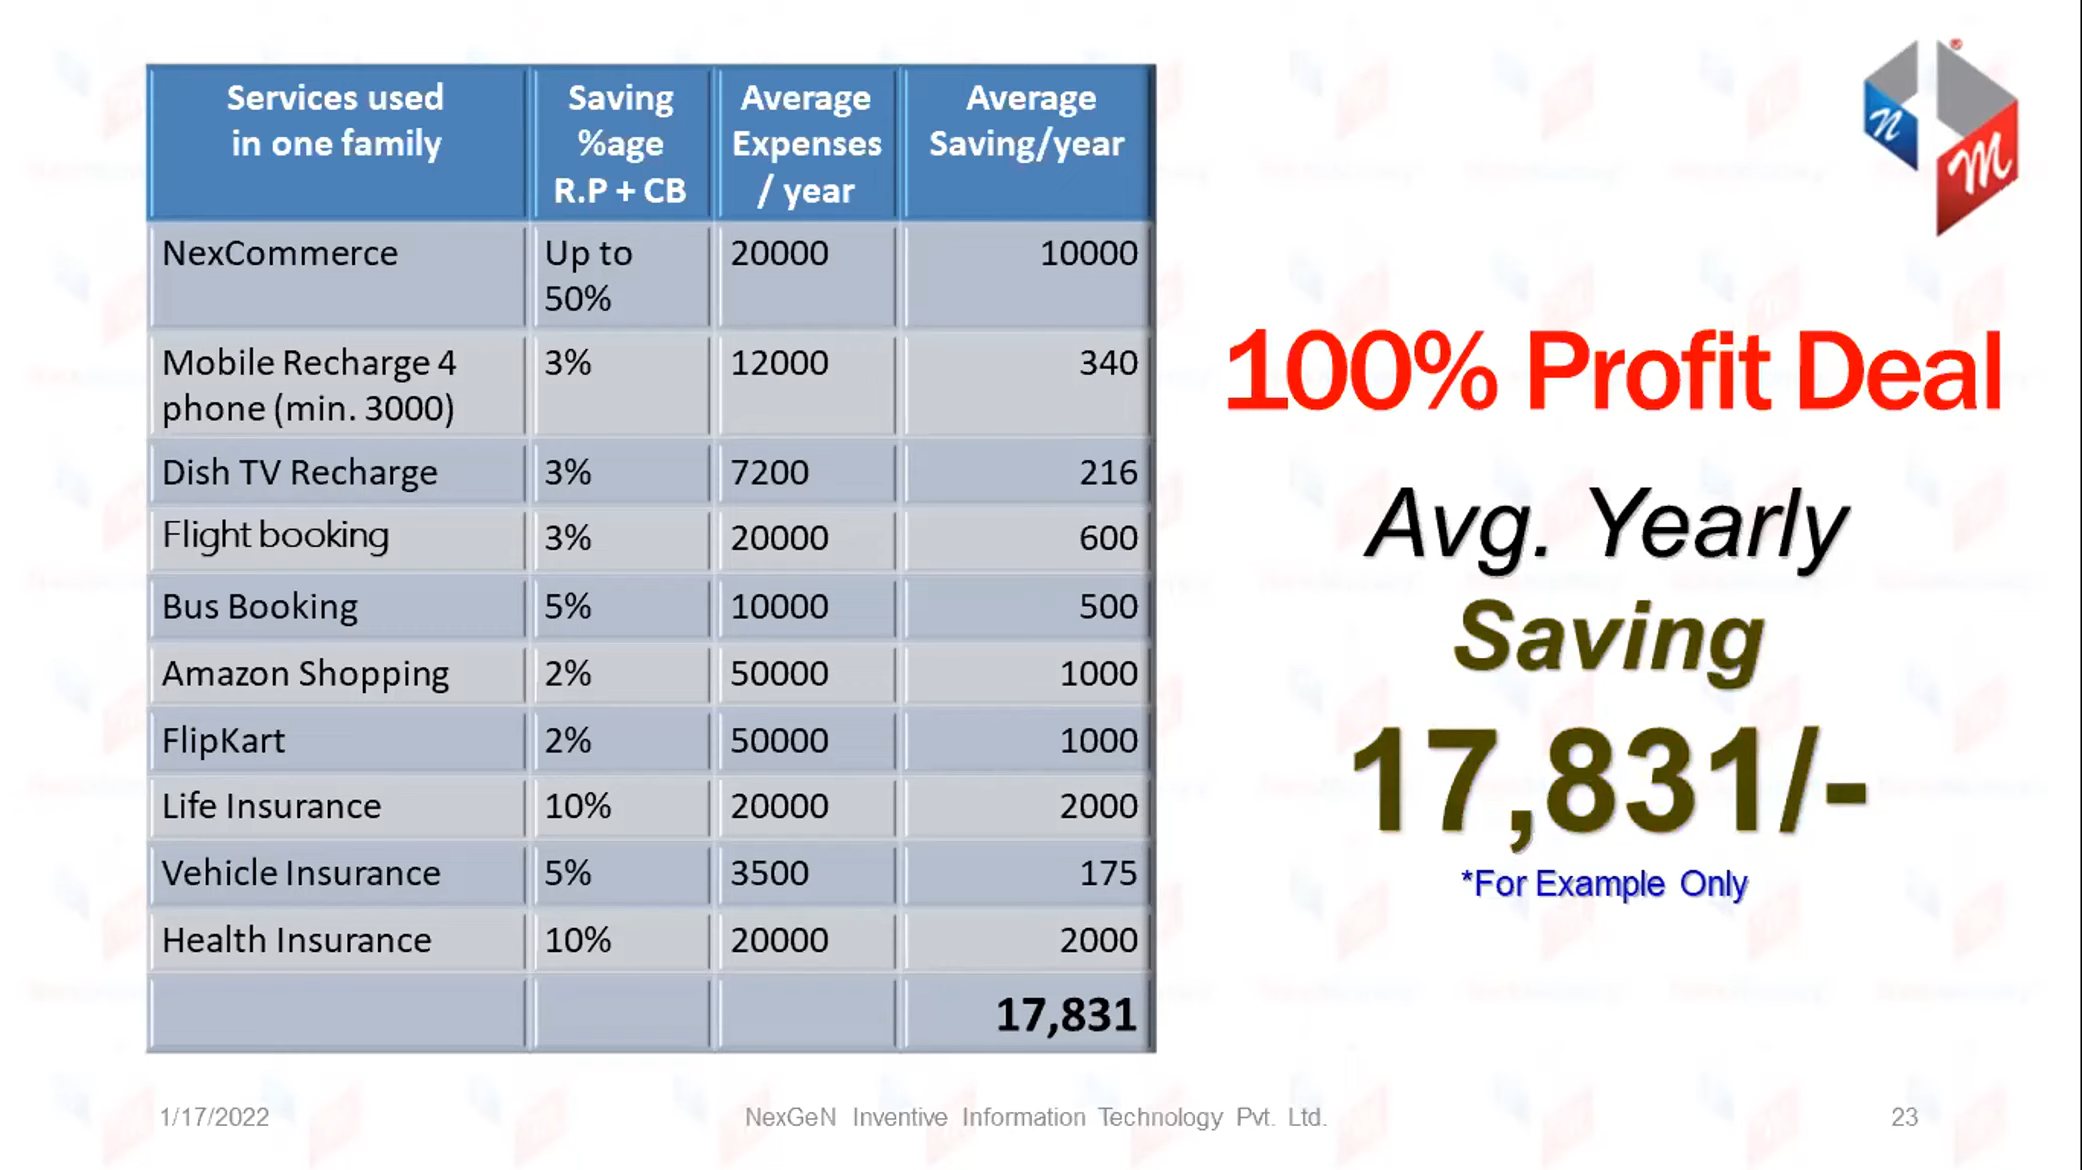 Services used
in one family
Saving
%age
R.P + CB
Average
Expenses
/ year
Average
Saving/year
NexCommerce
Up to
50%
20000
10000
Mobile Recharge 4
phone (min. 3000)
3%
12000
340
Dish TV Recharge
3%
7200
216
Flight booking
3%
20000
600
Bus Booking
5%
10000
500
Amazon Shopping
2%
50000
1000
FlipKart
2%
50000
1000
Life Insurance
10%
20000
2000
Vehicle Insurance
5%
3500
175
Health Insurance
10%
20000
2000
17,831
n
m
®
100% Profit Deal
Avg. Yearly
Saving
17,831/-
*For Example Only
1/17/2022
NexGeN Inventive Information Technology Pvt. Ltd.
23